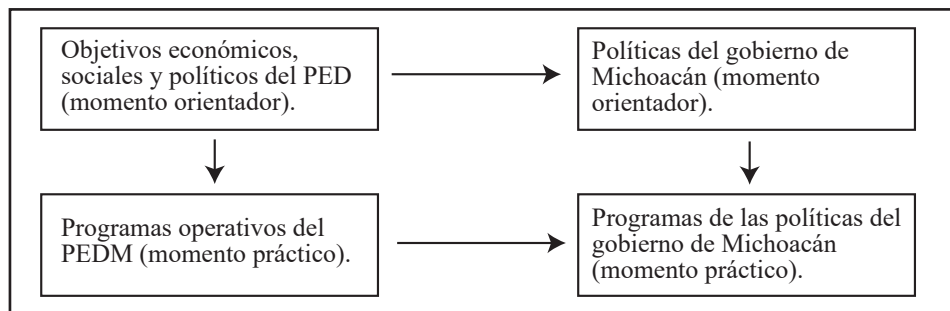 Objetivos económicos,
sociales y políticos del PED
(momento orientador).
Políticas del gobierno de
Michoacán (momento
orientador).
Programas operativos del
PEDM (momento práctico).
Programas de las políticas del
gobierno de Michoacán
(momento práctico).